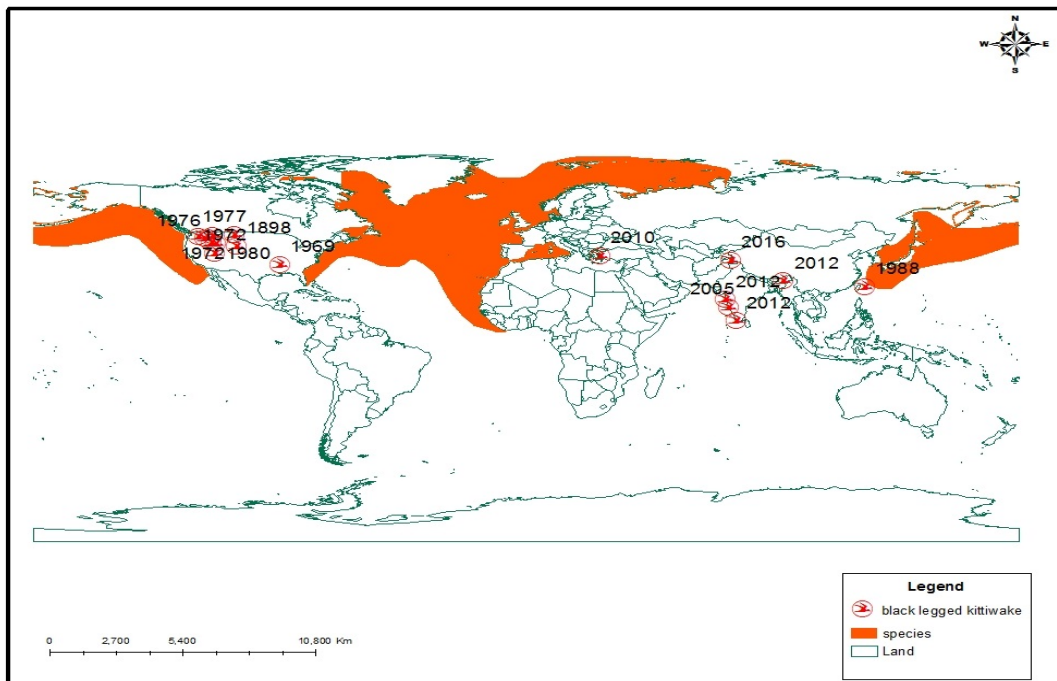 N
W E
S
1976 1977
1972 1898
1972 1980 1969
2010
2016
2012
2005 2012
2012
1988
Legend
black legged kittiwake
species
Land
0 2,700 5,400 10,800 Km